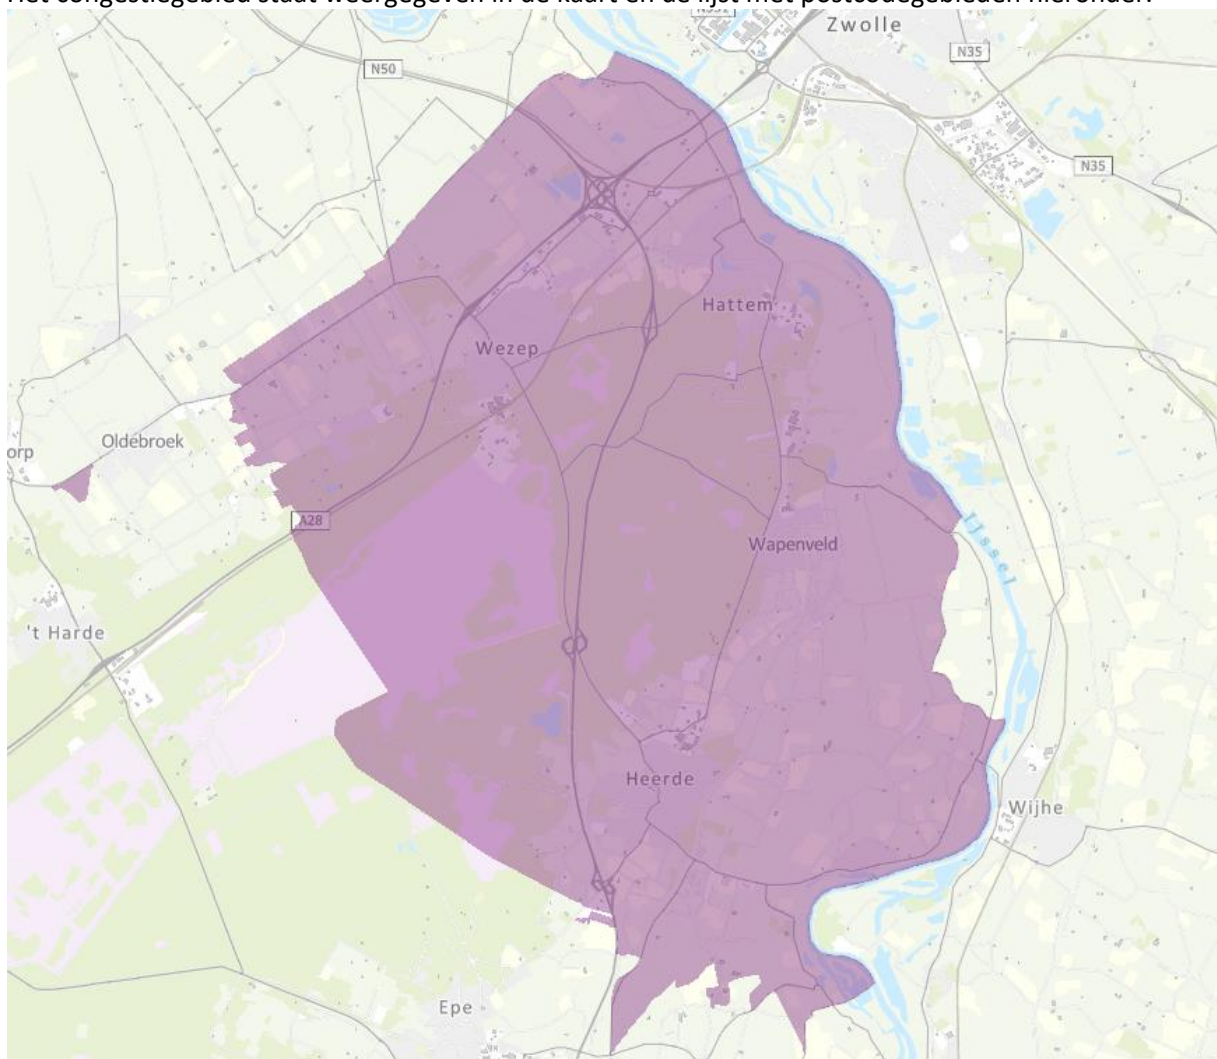 Het congestiegebied staat weergegeven in de kaart en de lijst met postcodegebieden hieronder.
Zwolle
N50
N35
N35
Hattem
Wezep
Oldebroek
orp
A28
IJssel
Wapenveld
't Harde
Heerde
Wijhe
Epe